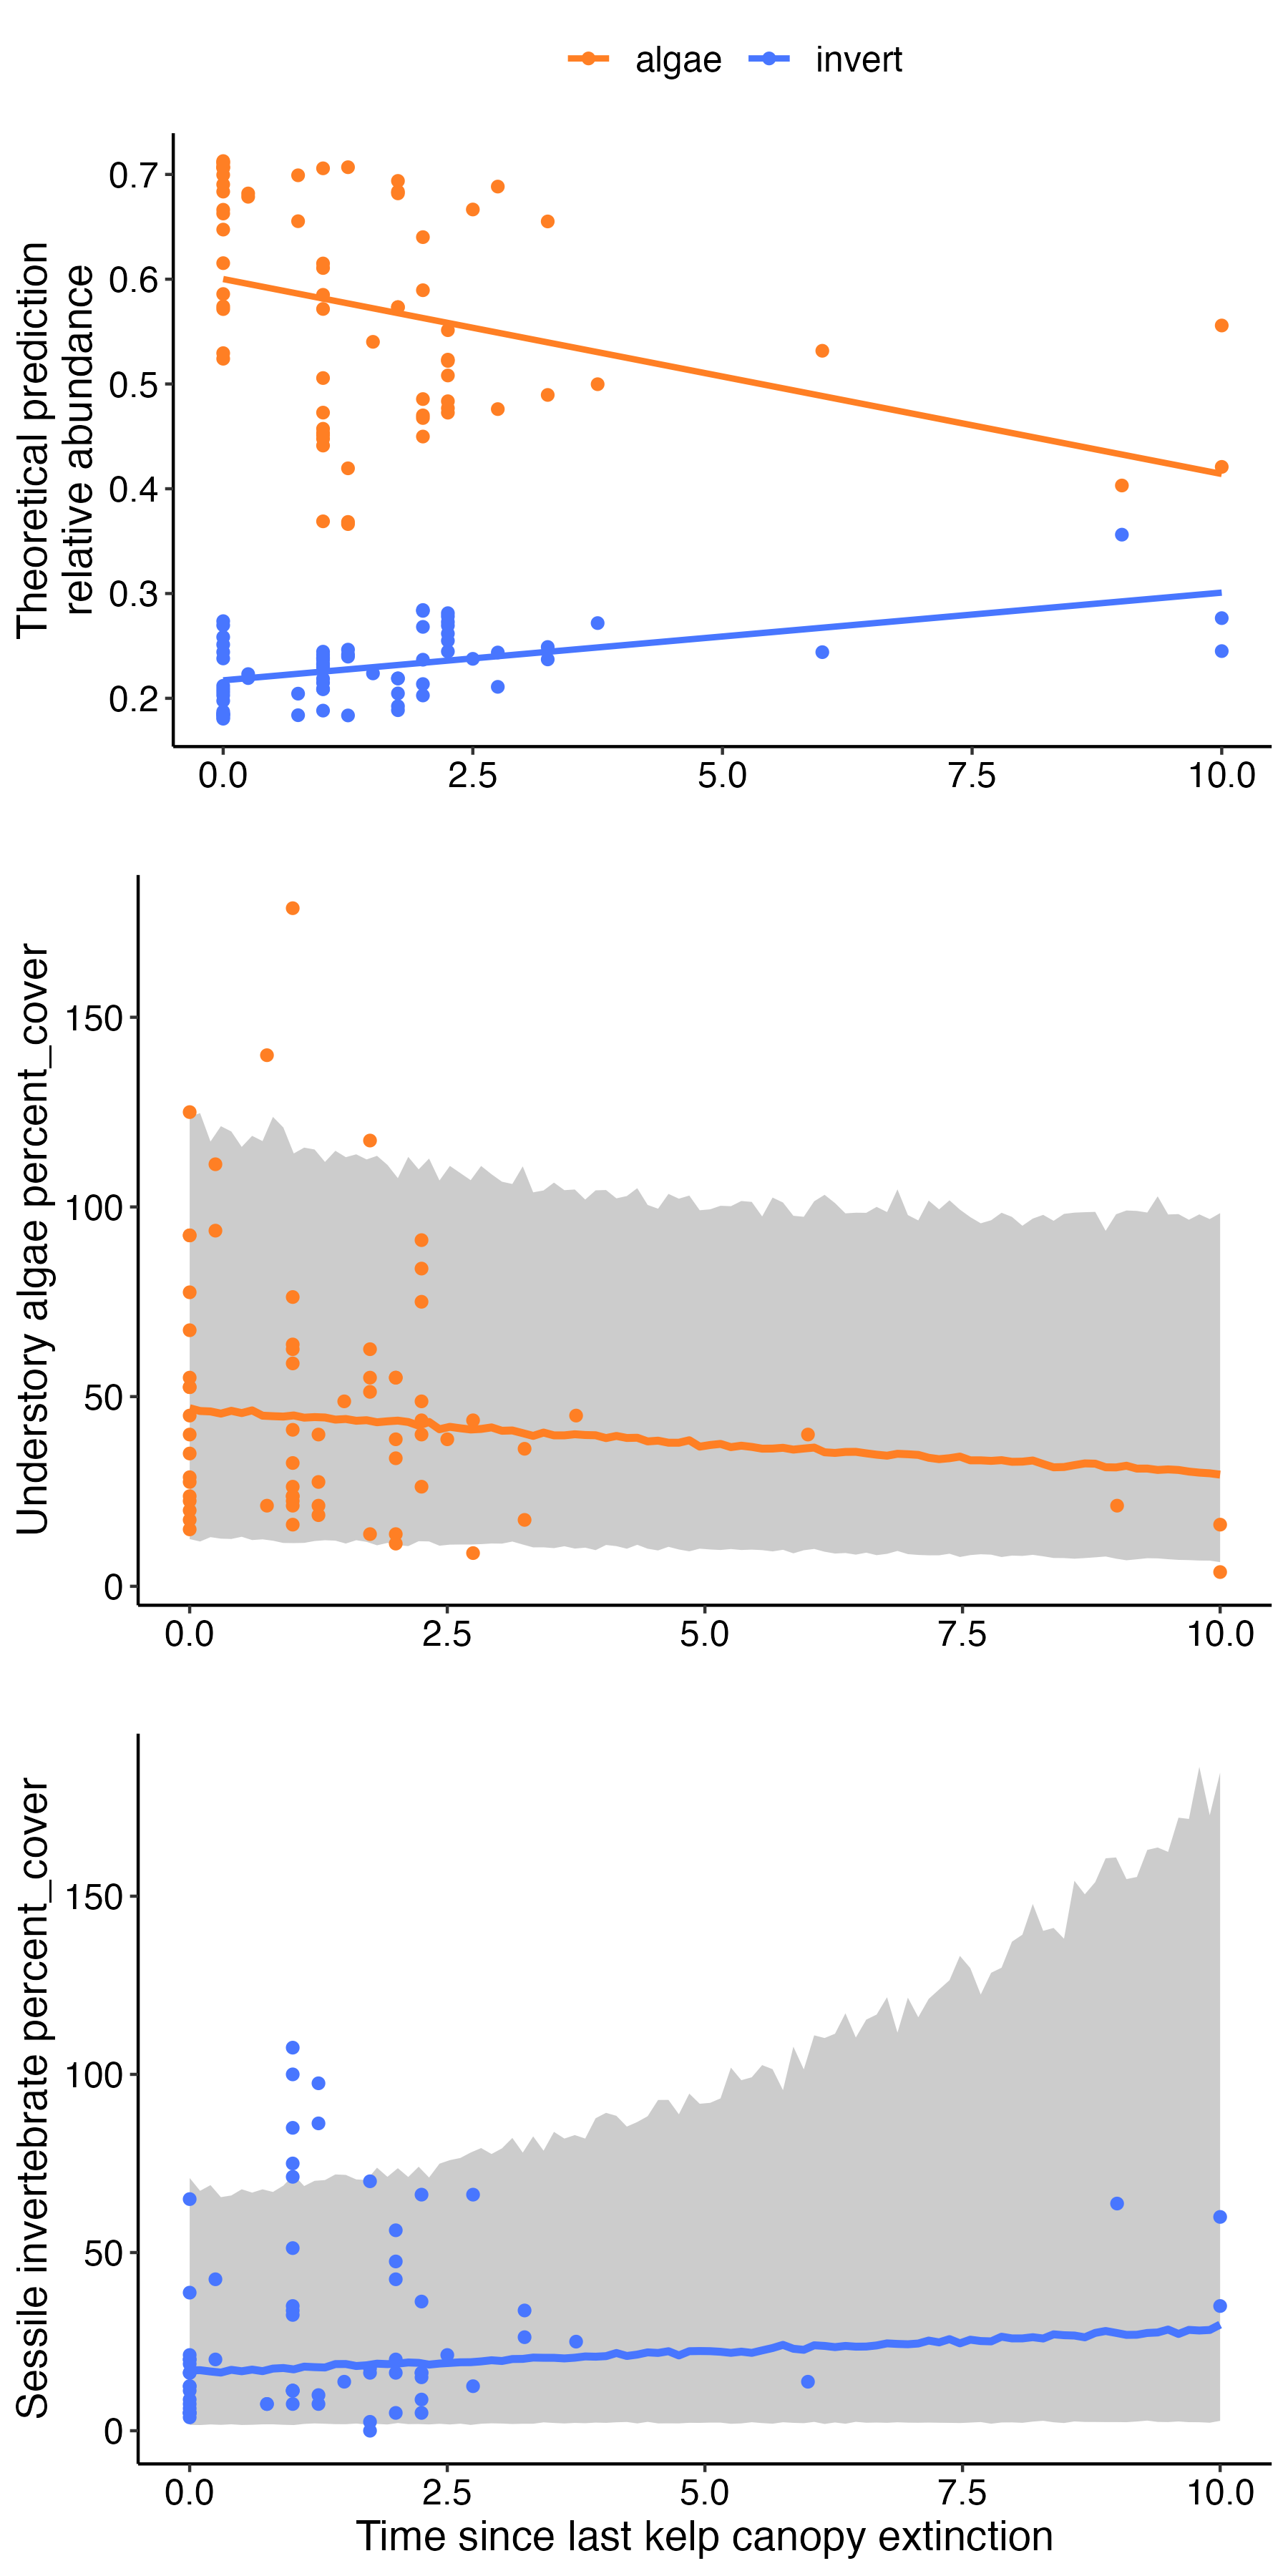 algae invert
Theoretical prediction
relative abundance
0.7
0.6
0.5
0.4
0.3
0.2
0.0 2.5 5.0 7.5 10.0
Understory algae percent_cover
150
100
50
0
0.0 2.5 5.0 7.5 10.0
Sessile invertebrate percent_cover
150
100
50
0
0.0 2.5 5.0 7.5 10.0
Time since last kelp canopy extinction